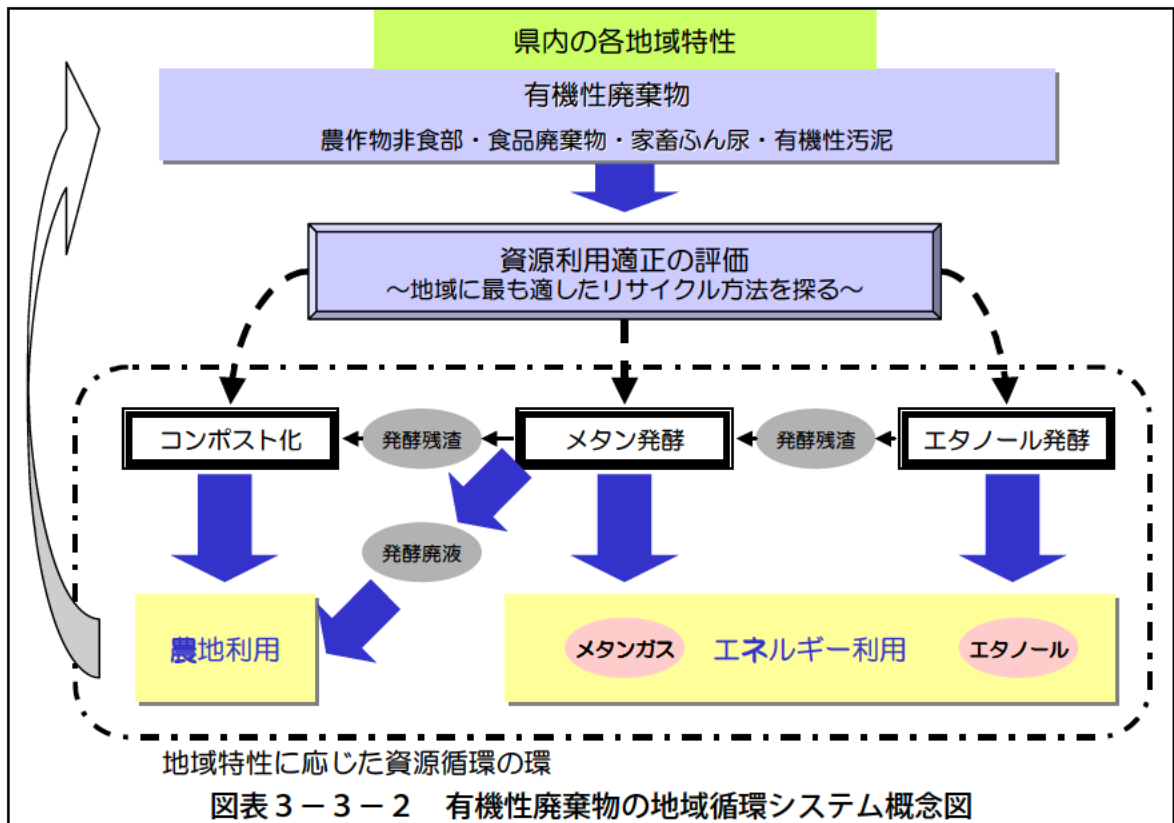 県内の各地域特性
有機性廃棄物
農作物非食部・食品廃棄物・家畜ふん尿・有機性汚泥
資源利用適正の評価
～地域に最も適したリサイクル方法を探る～
コンポスト化
発酵残渣
メタン発酵
発酵残渣
エタノール発酵
発酵廃液
農地利用
メタンガス
エネルギー利用
エタノール
地域特性に応じた資源循環の環
図表３－３－２　有機性廃棄物の地域循環システム概念図